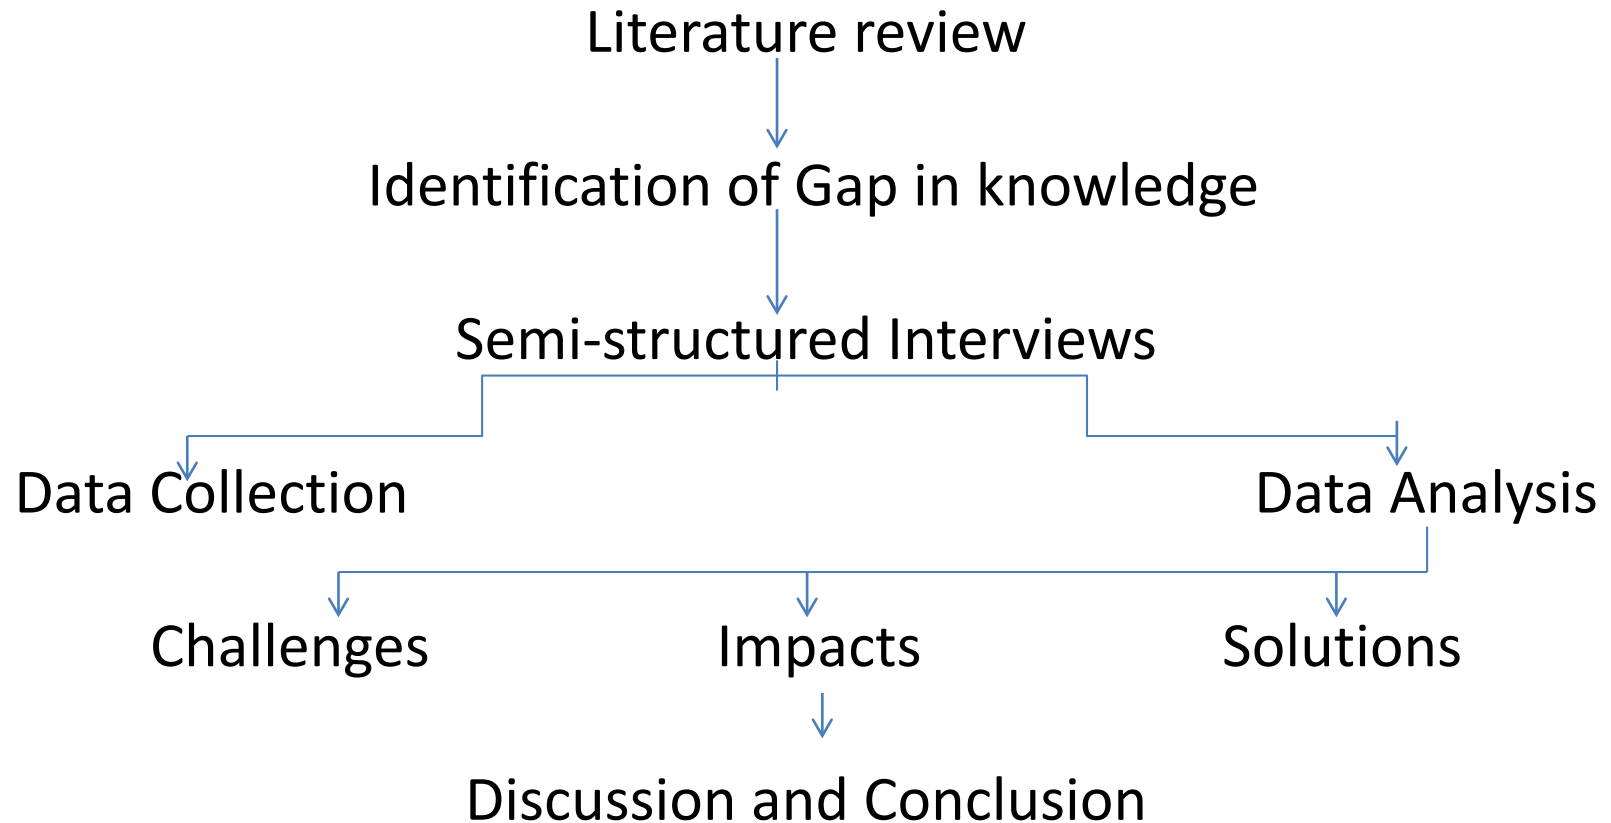 Literature review
Identification of Gap in knowledge
Semi-structured Interviews
Data Collection
Data Analysis
Challenges
Impacts
Solutions
Discussion and Conclusion